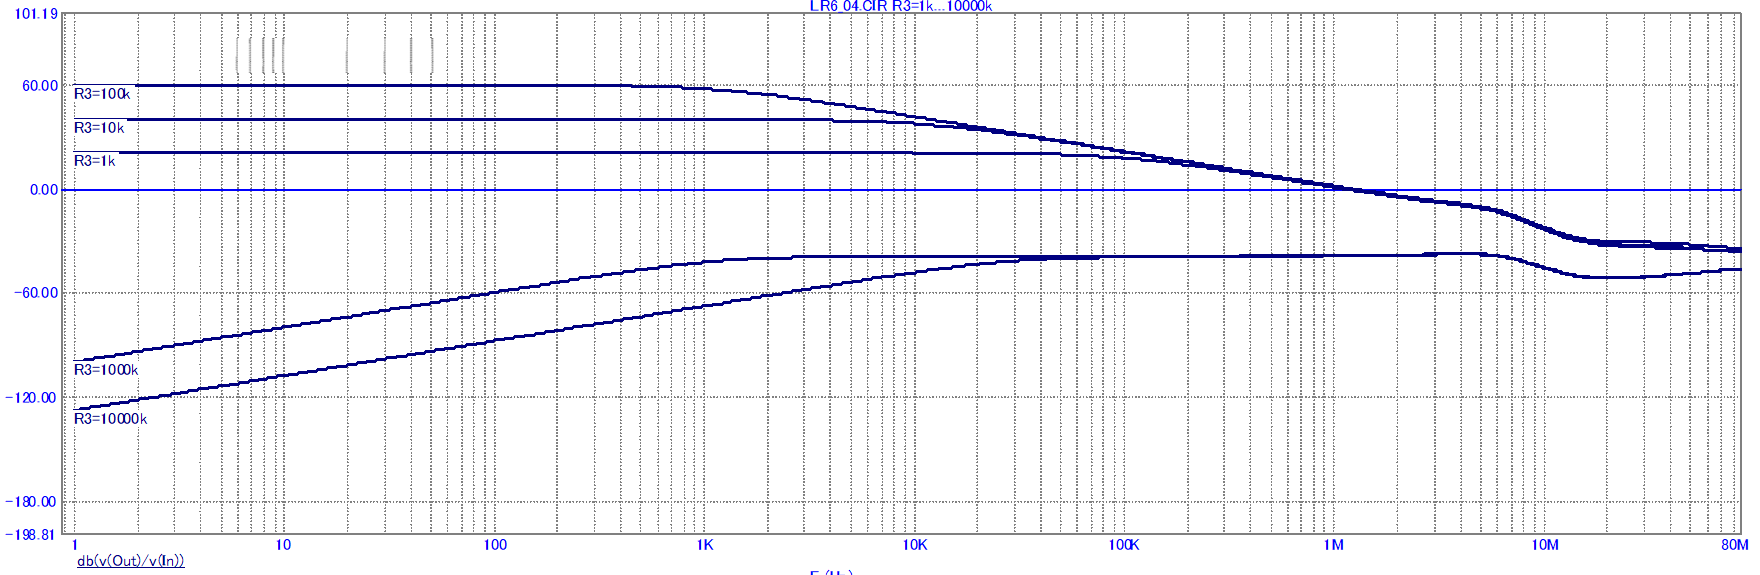 LR6_04.CIR R3=1k...10000k
101.19
60.00
0.00
-60.00
-120.00
-180.00
-198.81
R3=100k
R3=10k
R3=1k
R3=1000k
R3=10000k
1 10 100 1K 10K 100K 1M 10M 80M
db(v(Out)/v(In))
F (Hz)